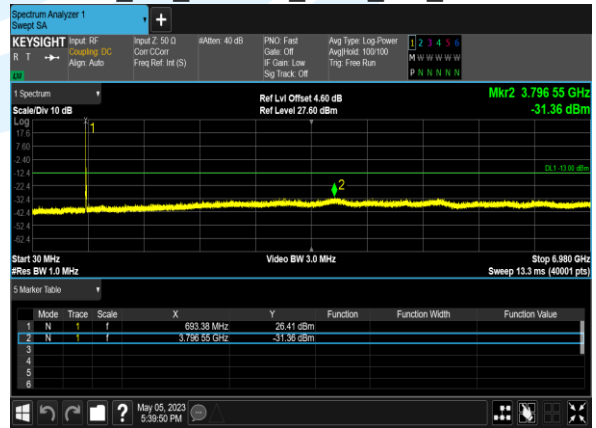 Spectrum Analyzer 1
Swept SA
+
KEYSIGHT Input: RF Input Z: 50 Ω #Atten: 40 dB PNO: Fast Avg Type: Log-Power 1 2 3 4 5 6
R T Coupling: DC Corr CCorr Gate: Off Avg|Hold: 100/100 M W W W W W
Align: Auto Freq Ref: Int (S) IF Gain: Low Trig: Free Run
LW Sig Track: Off P N N N N N
1 Spectrum Ref Lvl Offset 4.60 dB Mkr2 3.796 55 GHz
Scale/Div 10 dB Ref Level 27.60 dBm -31.36 dBm
Log
17.6 1
7.60
-2.40
-12.4 DL1 -13.00 dBm
-22.4 2
-32.4
-42.4
-52.4
-62.4
Start 30 MHz Video BW 3.0 MHz Stop 6.980 GHz
#Res BW 1.0 MHz Sweep 13.3 ms (40001 pts)
5 Marker Table
Mode Trace Scale X Y Function Function Width Function Value
1 N 1 f 693.38 MHz 26.41 dBm
2 N 1 f 3.796 55 GHz -31.36 dBm
3
4
5
6
? May 05, 2023
5:39:50 PM